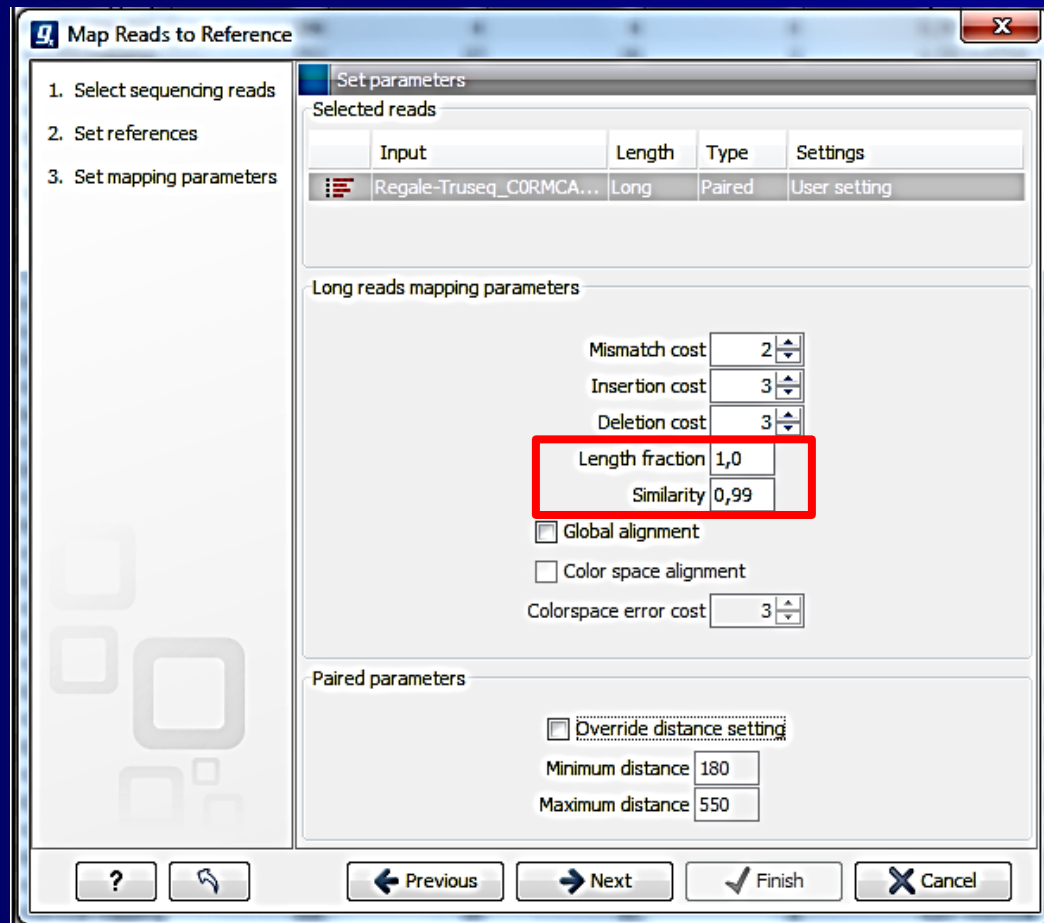 Map Reads to Reference
1. Select sequencing reads
2. Set references
3. Set mapping parameters
Set parameters
Selected reads
Input Length Type Settings
Regale-Truseq_C0RMCA... Long Paired User setting
Long reads mapping parameters
Mismatch cost 2
Insertion cost 3
Deletion cost 3
Length fraction 1,0
Similarity 0,99
Global alignment
Color space alignment
Colorspace error cost 3
Paired parameters
Override distance setting
Minimum distance 180
Maximum distance 550
? Previous Next Finish Cancel